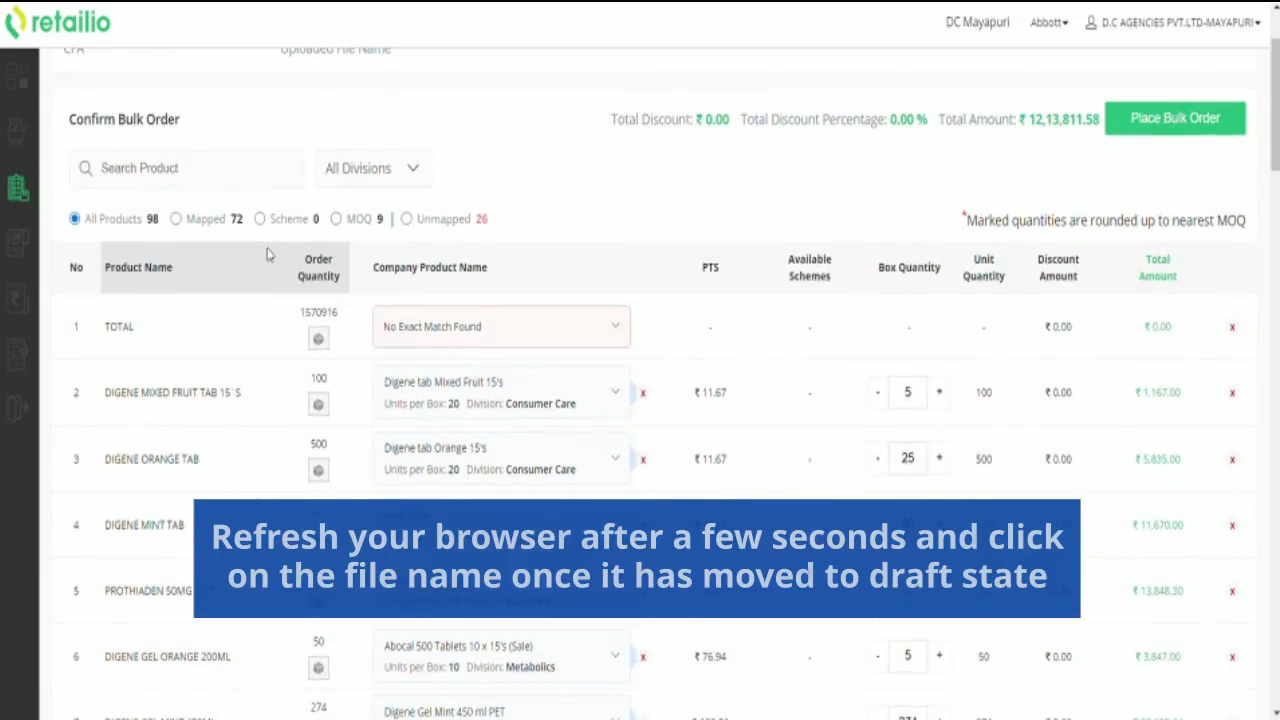 retailio
DC Mayapuri Abbott D.C AGENCIES PVT.LTD-MAYAPURI
CFA Uploaded File Name
Confirm Bulk Order Total Discount: ₹ 0.00 Total Discount Percentage: 0.00 % Total Amount: ₹ 12,13,811.58 Place Bulk Order
Search Product All Divisions
All Products 98 Mapped 72 Scheme 0 MOQ 9 | Unmapped 26 *Marked quantities are rounded up to nearest MOQ
No Product Name Order Quantity Company Product Name PTS Available Schemes Box Quantity Unit Quantity Discount Amount Total Amount
1 TOTAL 1570916 No Exact Match Found - - - - ₹ 0.00 ₹ 0.00 x
2 DIGENE MIXED FRUIT TAB 15`S 100 Digene tab Mixed Fruit 15's x ₹ 11.67 - - 5 + 100 ₹ 0.00 ₹ 1,167.00 x
Units per Box: 20 Division: Consumer Care
3 DIGENE ORANGE TAB 500 Digene tab Orange 15's x ₹ 11.67 - - 25 + 500 ₹ 0.00 ₹ 5,835.00 x
Units per Box: 20 Division: Consumer Care
4 DIGENE MINT TAB ₹ 11,670.00 x
Refresh your browser after a few seconds and click
on the file name once it has moved to draft state
5 PROTHIADEN 50MG ₹ 13,848.30 x
6 DIGENE GEL ORANGE 200ML 50 Abocal 500 Tablets 10 x 15's (Sale) x ₹ 76.94 - - 5 + 50 ₹ 0.00 ₹ 3,847.00 x
Units per Box: 10 Division: Metabolics
274 Digene Gel Mint 450 ml PET